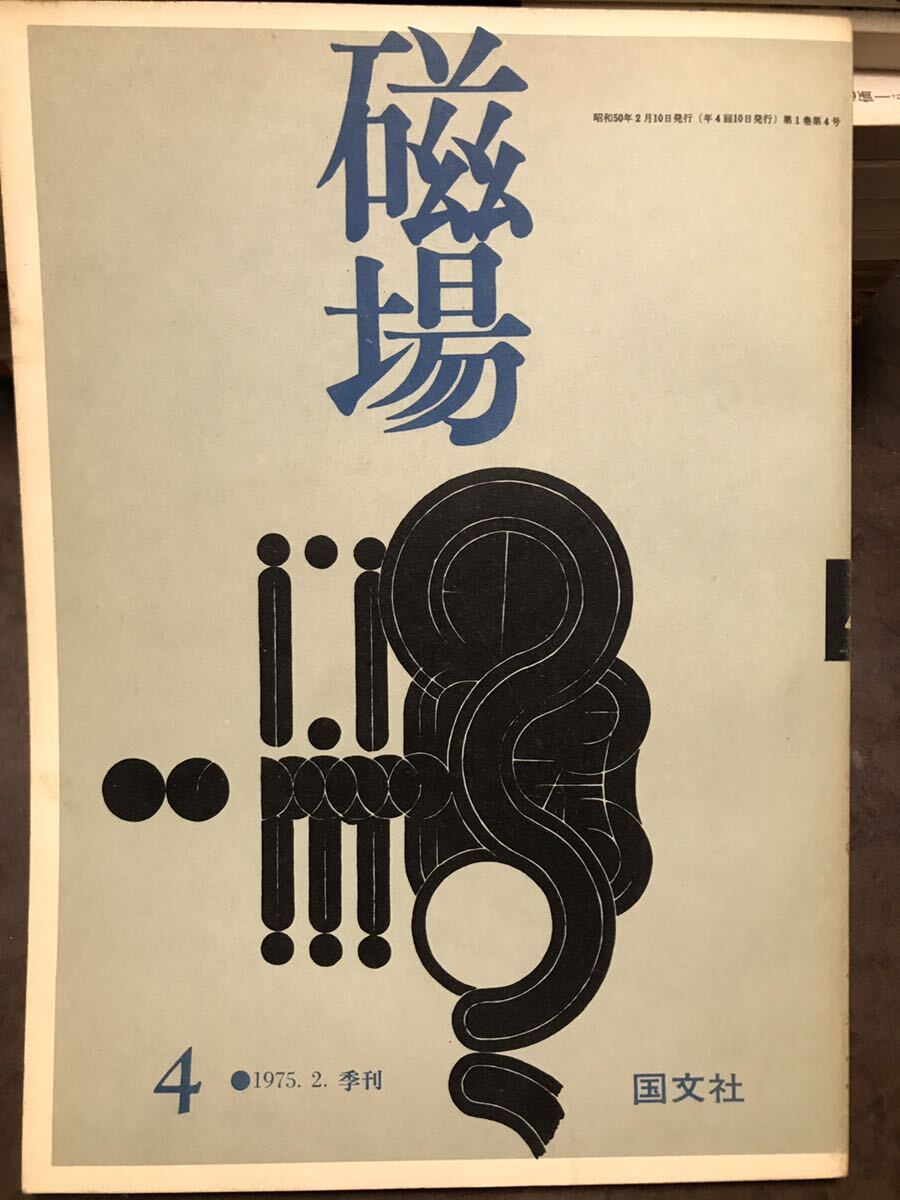 昭和50年2月10日発行(年4回10日発行)第1巻第4号
磁場
4
●1975. 2. 季刊
国文社